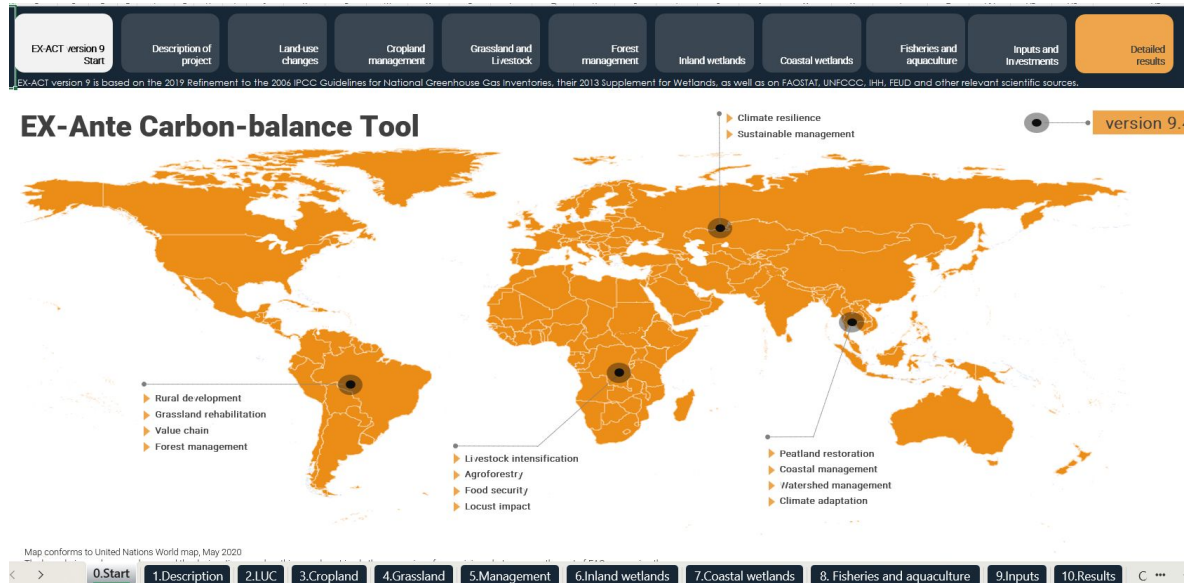 EX-ACT version 9
Start
Description of
project
Land-use
changes
Cropland
management
Grassland and
Livestock
Forest
management
Inland wetlands
Coastal wetlands
Fisheries and
aquaculture
Inputs and
Investments
Detailed
results
EX-ACT version 9 is based on the 2019 Refinement to the 2006 IPCC Guidelines for National Greenhouse Gas Inventories, their 2013 Supplement for Wetlands, as well as on FAOSTAT, UNFCCC, IHH, FEUD and other relevant scientific sources.
EX-Ante Carbon-balance Tool
Climate resilience
Sustainable management
version 9.
Rural development
Grassland rehabilitation
Value chain
Forest management
Livestock intensification
Agroforestry
Food security
Locust impact
Peatland restoration
Coastal management
Watershed management
Climate adaptation
Map conforms to United Nations World map, May 2020
0.Start
1.Description
2.LUC
3.Cropland
4.Grassland
5.Management
6.Inland wetlands
7.Coastal wetlands
8. Fisheries and aquaculture
9.Inputs
10.Results
C ...